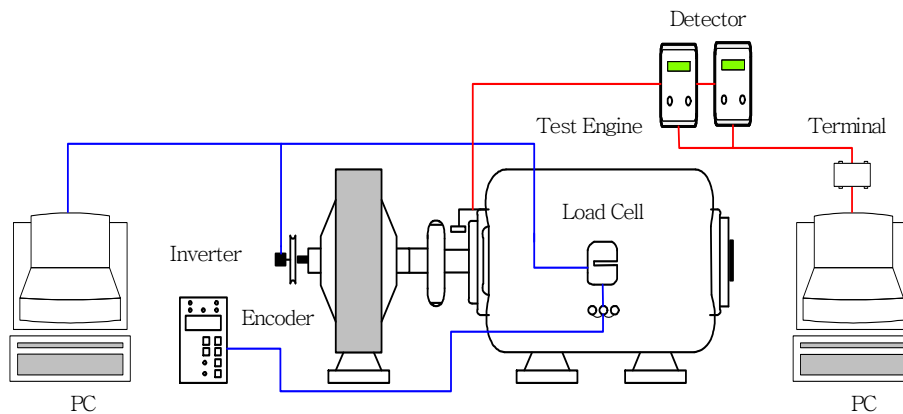 Detector
Test Engine
Terminal
Load Cell
Inverter
Encoder
PC
PC